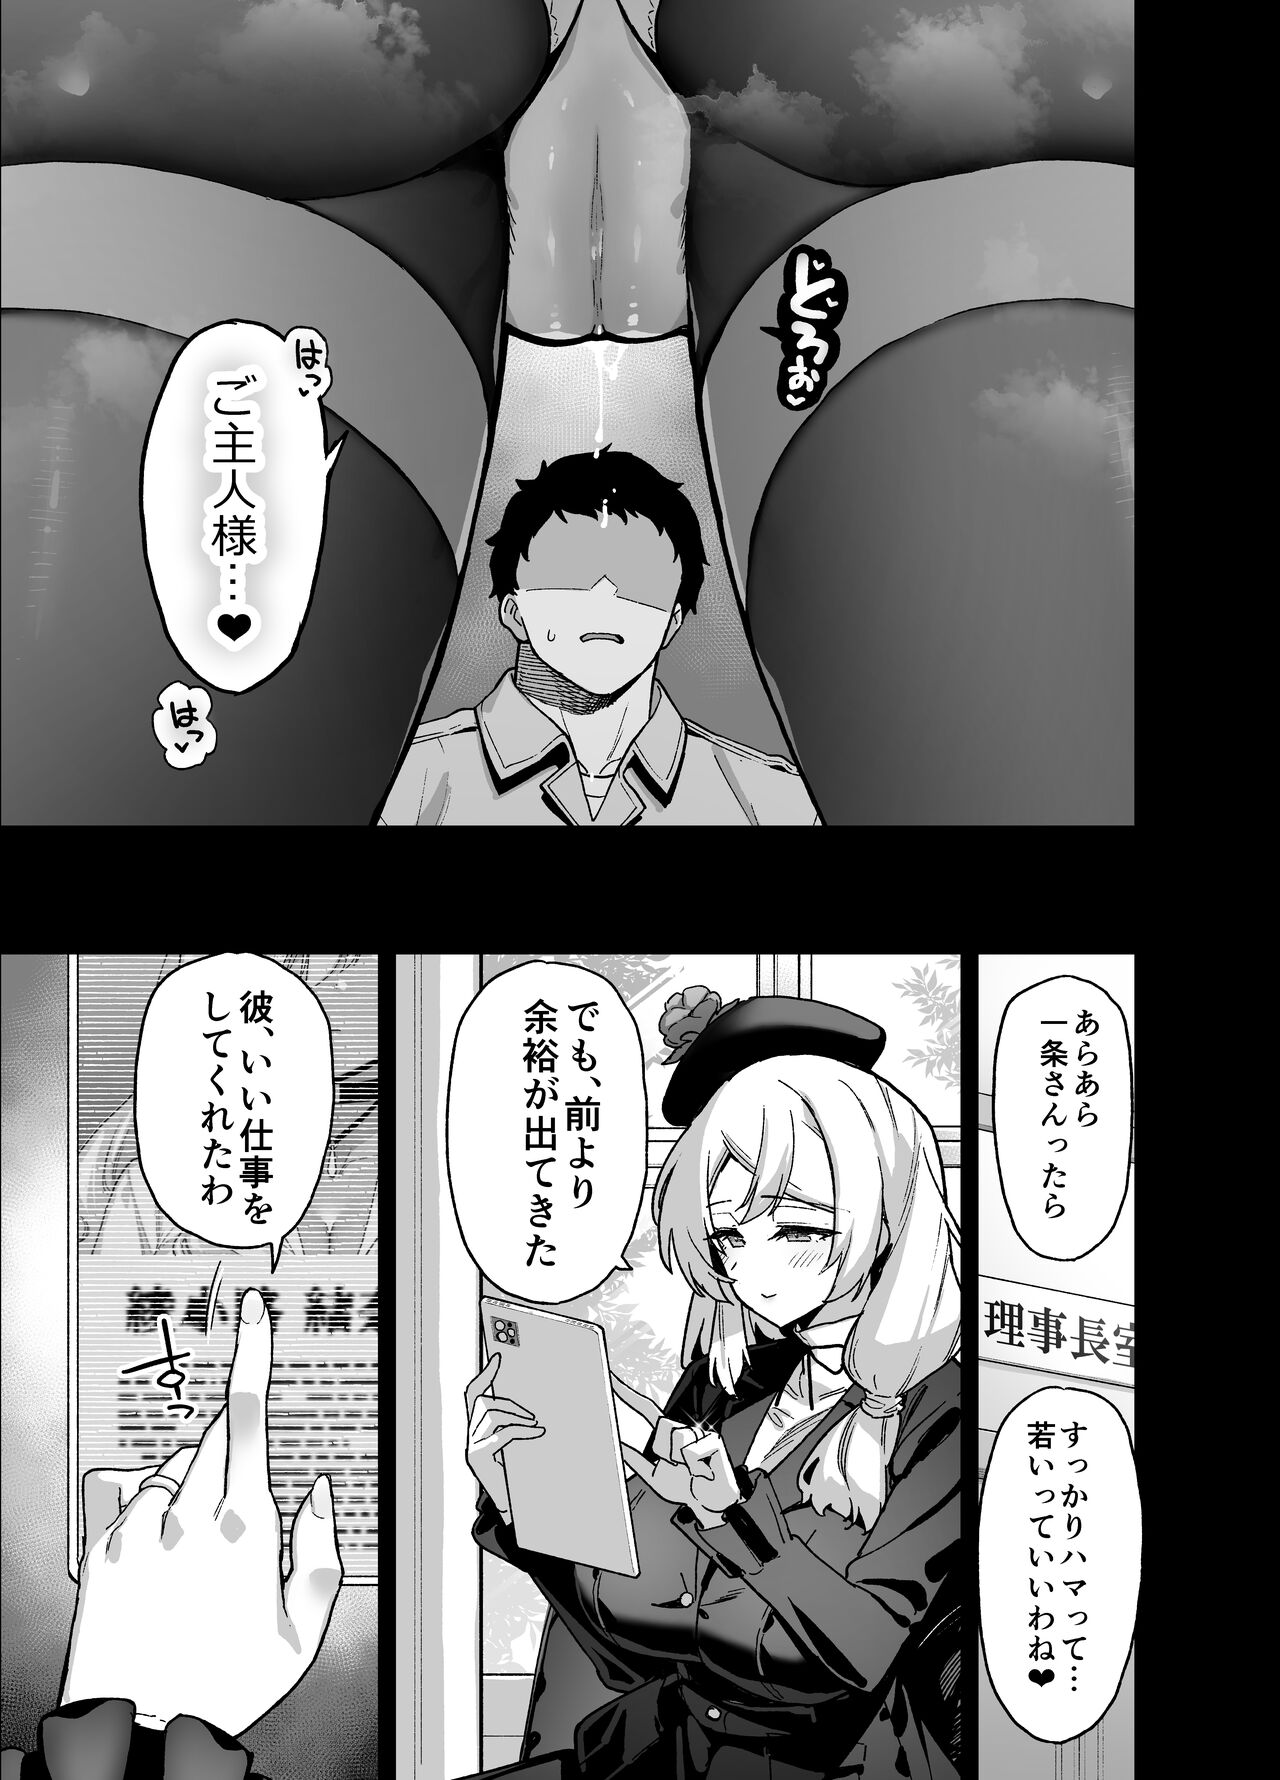 どろぉ
はっ
ご主人様…♥
はっ
あらあら
一条さんったら
理事長室
すっかりハマって…
若いっていいわね♥
でも、前より
余裕が出てきた
彼、いい仕事を
してくれたわ
すっ